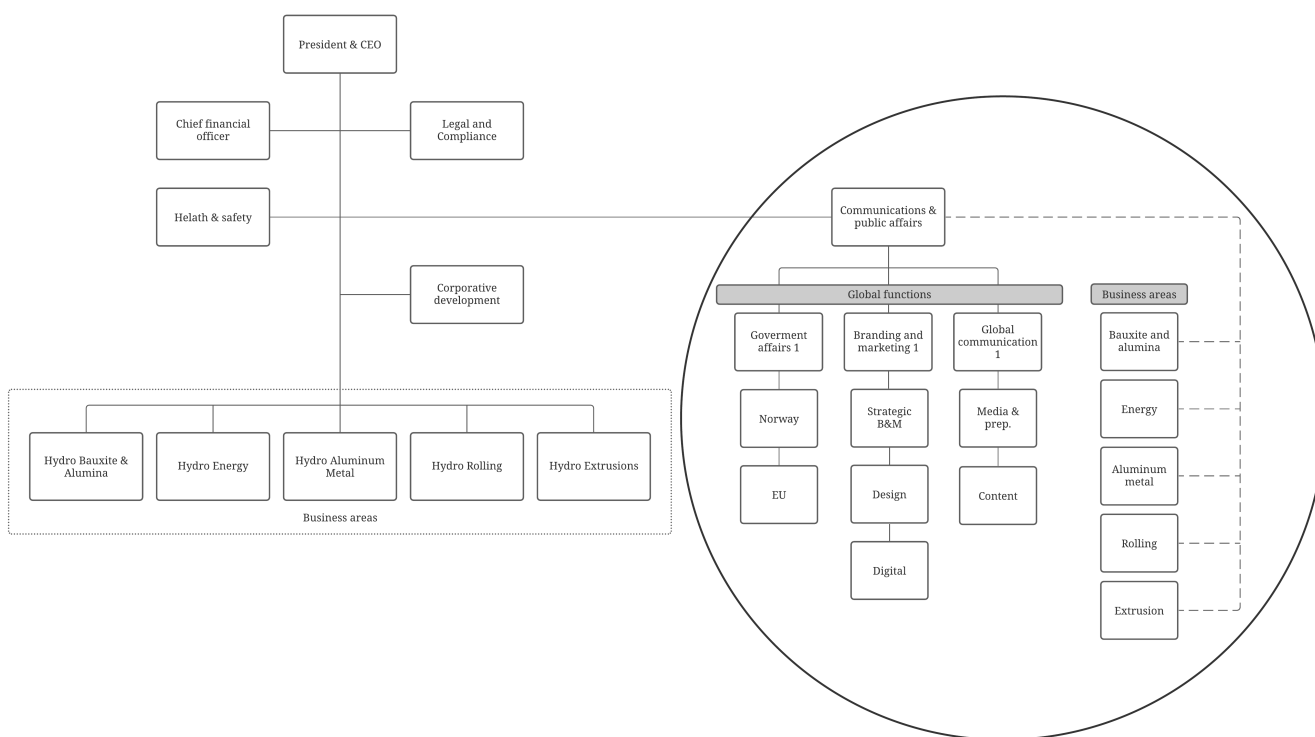 President & CEO
Chief financial
officer
Legal and
Compliance
Helath & safety
Communications &
public affairs
Corporative
development
Global functions
Business areas
Goverment
affairs 1
Branding and
marketing 1
Global
communication
1
Bauxite and
alumina
Norway
Strategic
B&M
Media &
prep.
Energy
EU
Design
Content
Aluminum
metal
Digital
Rolling
Extrusion
Hydro Bauxite &
Alumina
Hydro Energy
Hydro Aluminum
Metal
Hydro Rolling
Hydro Extrusions
Business areas